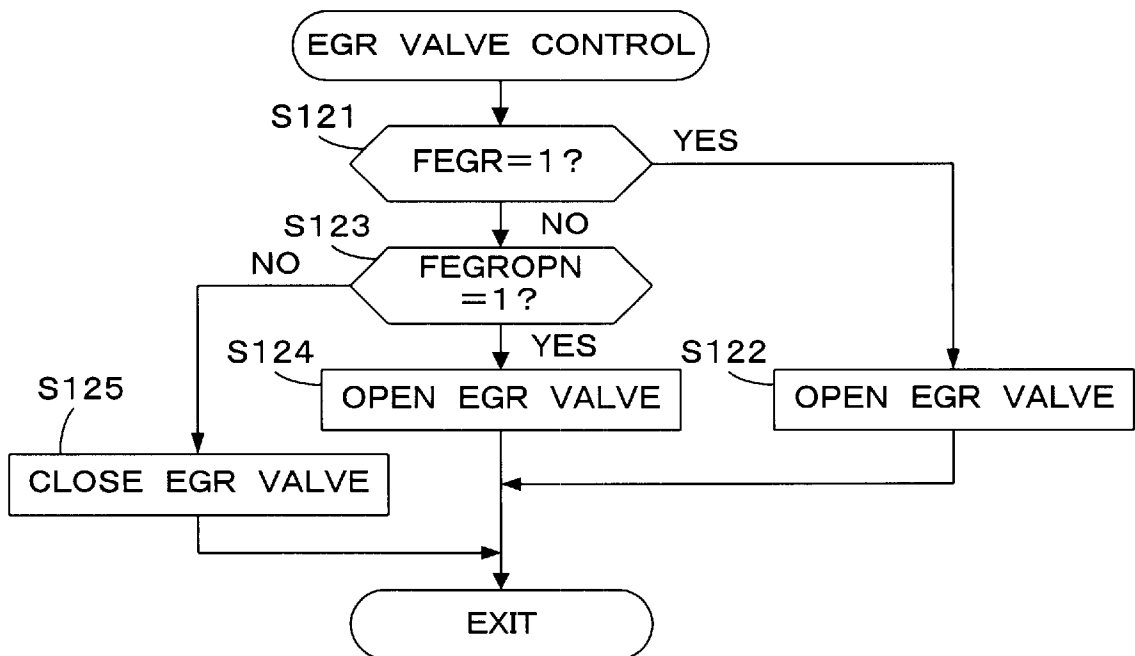 EGR VALVE CONTROL
S121
FEGR=1?
YES
NO
S123
FEGROPN
=1?
NO
YES
S124
OPEN EGR VALVE
S122
OPEN EGR VALVE
S125
CLOSE EGR VALVE
EXIT